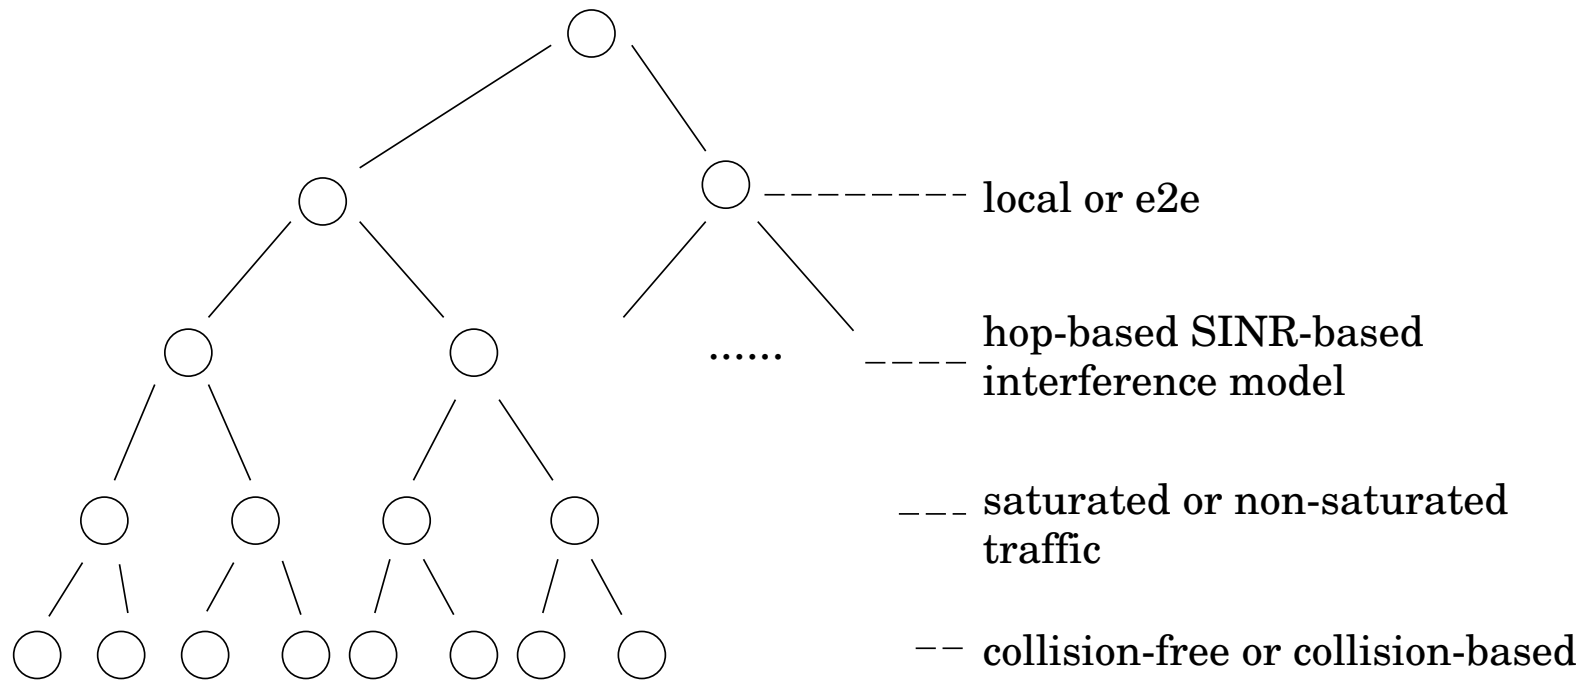 local or e2e
hop-based SINR-based
interference model
......
saturated or non-saturated
traffic
collision-free or collision-based